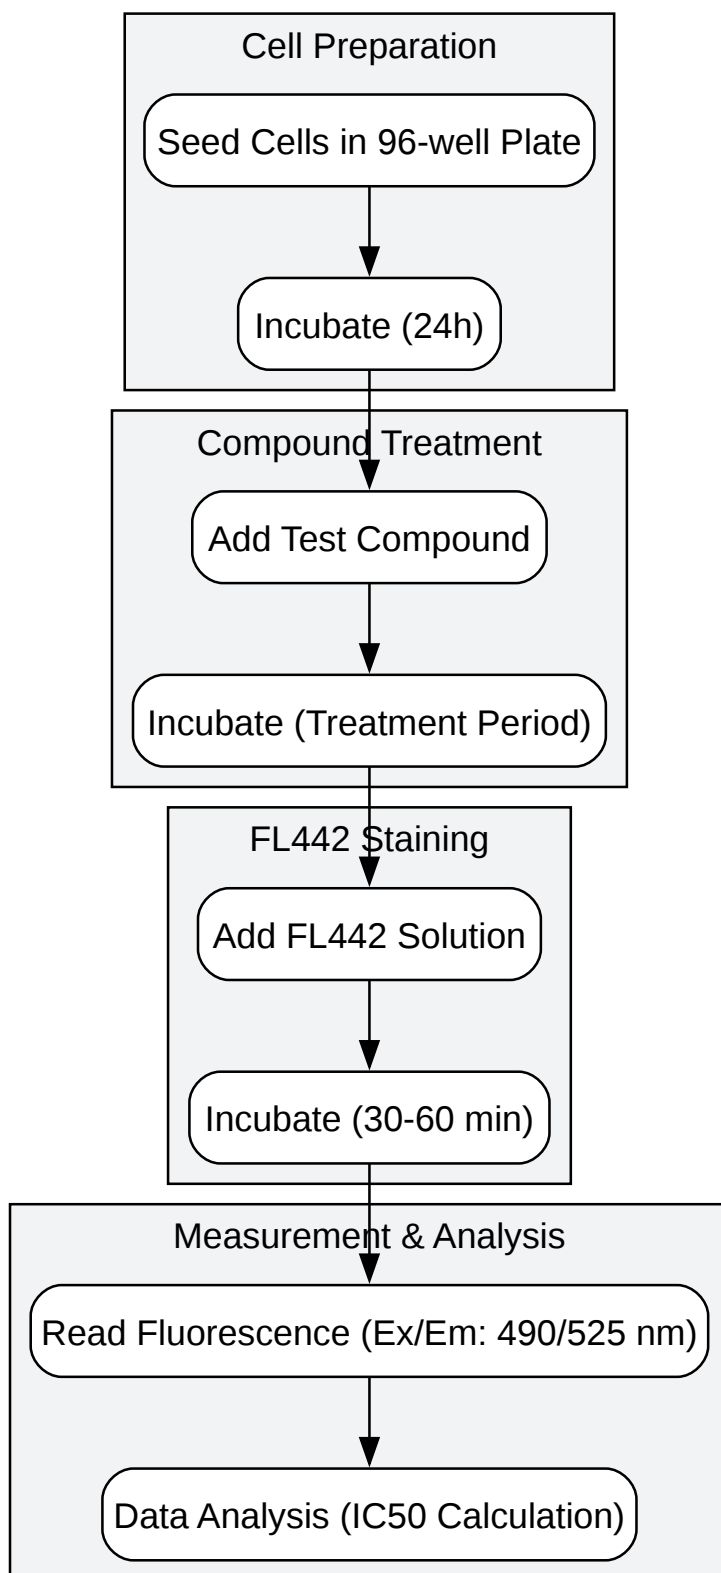 Cell Preparation
Seed Cells in 96-well Plate
Incubate (24h)
Compound Treatment
Add Test Compound
Incubate (Treatment Period)
FL442 Staining
Add FL442 Solution
Incubate (30-60 min)
Measurement & Analysis
Read Fluorescence (Ex/Em: 490/525 nm)
Data Analysis (IC50 Calculation)